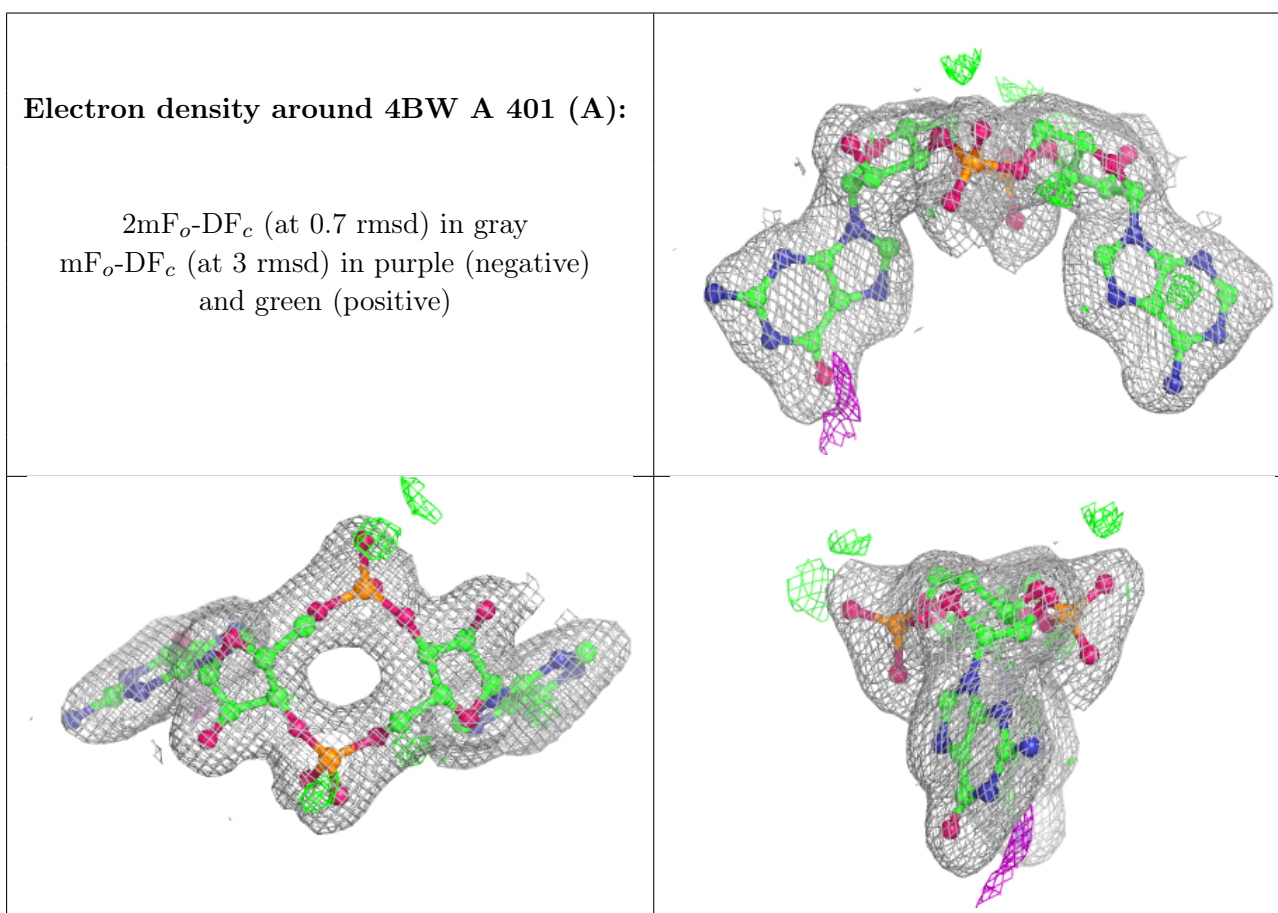 Electron density around 4BW A 401 (A):
2mFo-DFc (at 0.7 rmsd) in gray
mFo-DFc (at 3 rmsd) in purple (negative)
and green (positive)